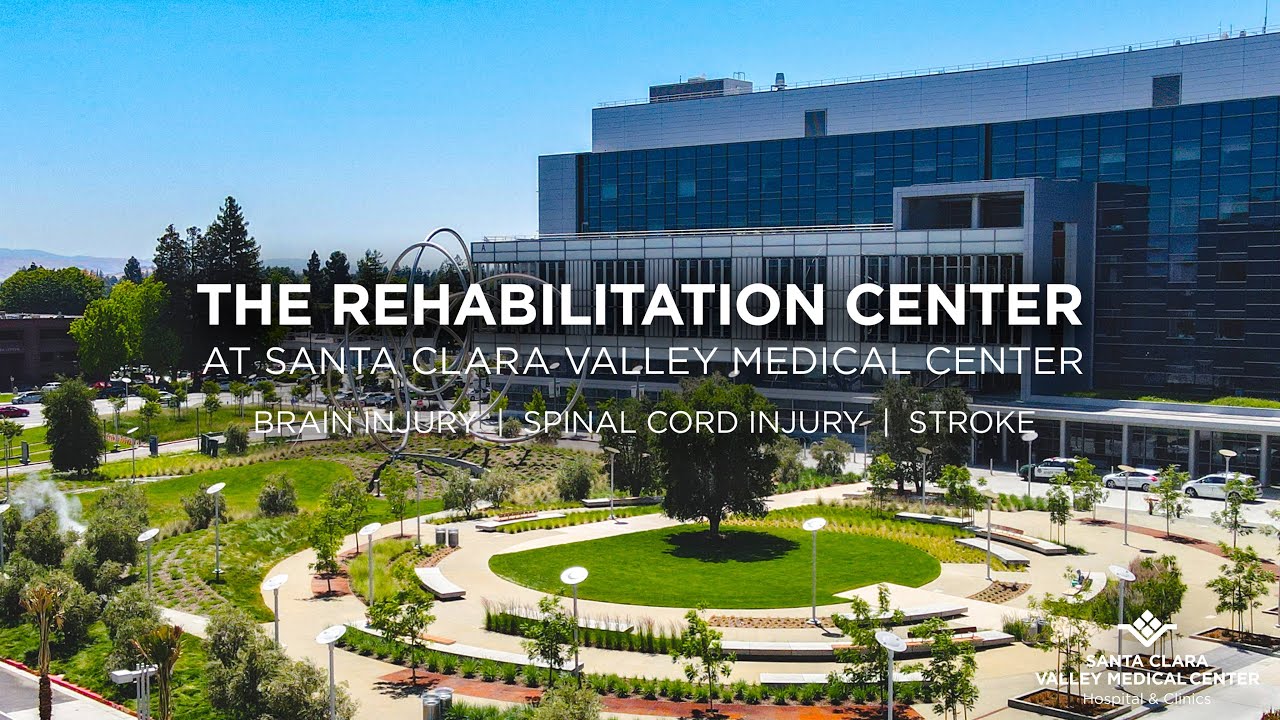 THE REHABILITATION CENTER
AT SANTA CLARA VALLEY MEDICAL CENTER
BRAIN INJURY | SPINAL CORD INJURY | STROKE
SANTA CLARA
VALLEY MEDICAL CENTER
Hospital & Clinics